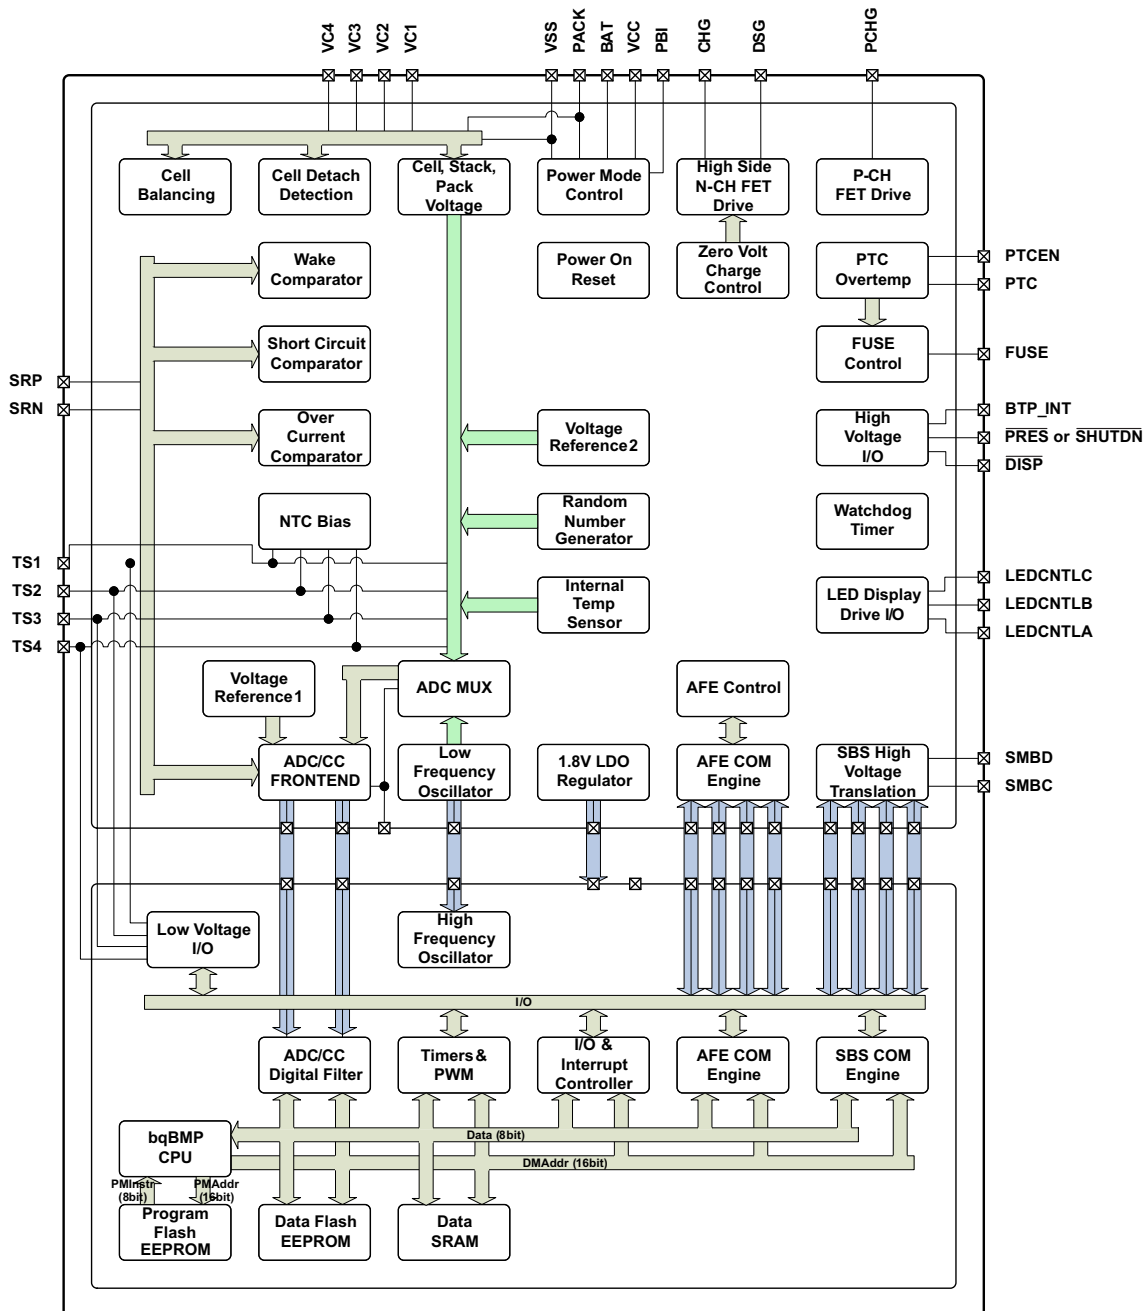 VC4 VC3 VC2 VC1 VSS PACK BAT VCC PBI CHG DSG PCHG
Cell
Balancing
Cell Detach
Detection
Cell, Stack,
Pack
Voltage
Power Mode
Control
High Side
N-CH FET
Drive
P-CH
FET Drive
Wake
Comparator
Power On
Reset
Zero Volt
Charge
Control
PTC
Overtemp
PTCEN
PTC
Short Circuit
Comparator
FUSE
Control
FUSE
SRP
SRN
Over
Current
Comparator
Voltage
Reference2
High
Voltage
I/O
BTP_INT
PRES or SHUTDN
DISP
NTC Bias
Random
Number
Generator
Watchdog
Timer
TS1
TS2
TS3
TS4
Internal
Temp
Sensor
LED Display
Drive I/O
LEDCNTLC
LEDCNTLB
LEDCNTLA
Voltage
Reference1
ADC MUX
AFE Control
ADC/CC
FRONTEND
Low
Frequency
Oscillator
1.8V LDO
Regulator
AFE COM
Engine
SBS High
Voltage
Translation
SMBD
SMBC
Low Voltage
I/O
High
Frequency
Oscillator
I/O
ADC/CC
Digital Filter
Timers&
PWM
I/O &
Interrupt
Controller
AFE COM
Engine
SBS COM
Engine
bqBMP
CPU
Data (8bit)
DMAddr (16bit)
PMInstr
(8bit)
PMAddr
(16bit)
Program
Flash
EEPROM
Data Flash
EEPROM
Data
SRAM